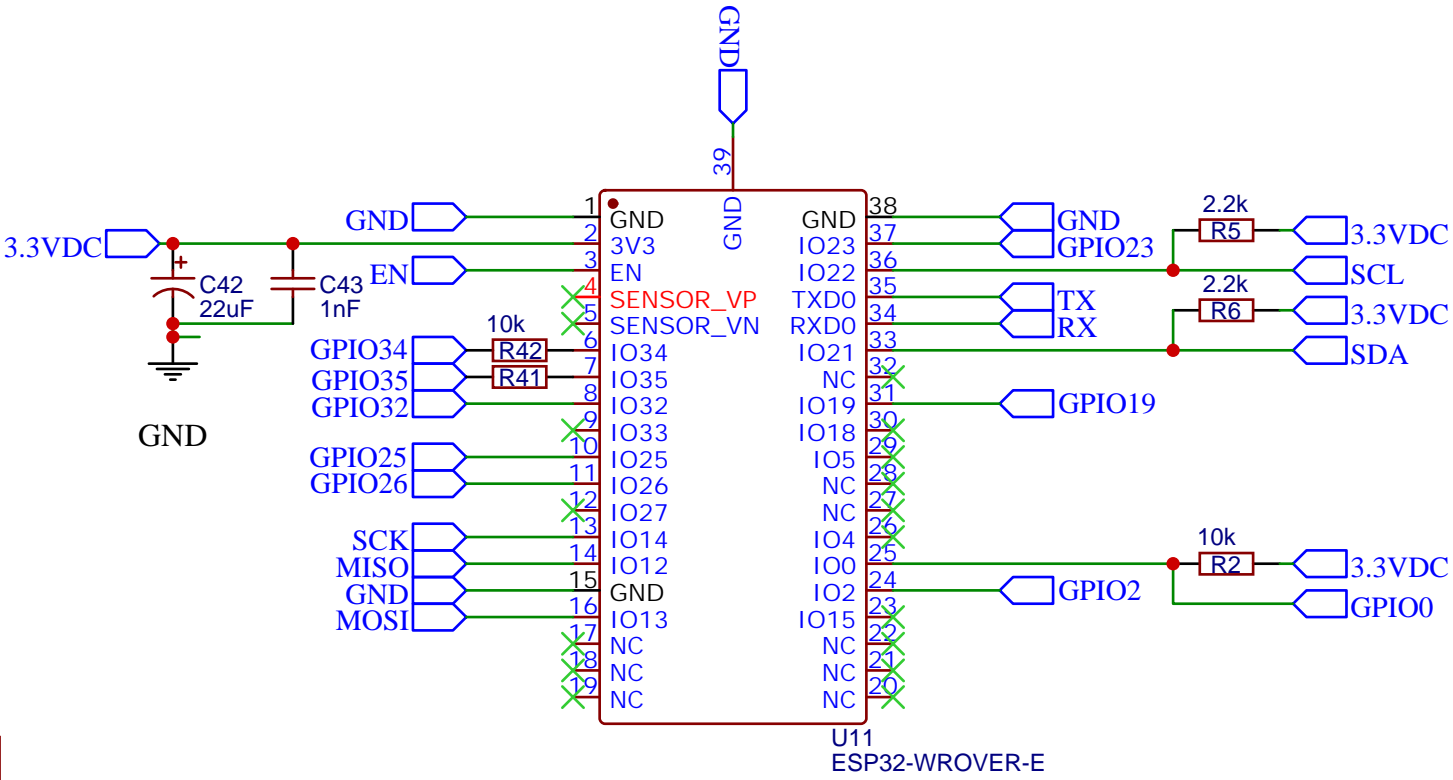 GND
39
GND
1
GND
GND
2
3V3
3.3VDC
3
EN
EN
4
SENSOR_VP
5
SENSOR_VN
C42
22uF
C43
1nF
GND
10k
GPIO34
R42
6
IO34
GPIO35
R41
7
IO35
GPIO32
8
IO32
9
IO33
GPIO25
10
IO25
GPIO26
11
IO26
12
IO27
SCK
13
IO14
MISO
14
IO12
GND
15
GND
MOSI
16
IO13
17
NC
18
NC
19
NC
GND
38
GND
IO23
37
GPIO23
IO22
36
SCL
2.2k
R5
3.3VDC
TXD0
35
TX
RXD0
34
RX
2.2k
R6
3.3VDC
IO21
33
SDA
NC
32
IO19
31
GPIO19
IO18
30
IO5
29
NC
28
NC
27
IO4
26
IO0
25
10k
R2
3.3VDC
GPIO0
IO2
24
GPIO2
IO15
23
NC
22
NC
21
NC
20
U11
ESP32-WROVER-E